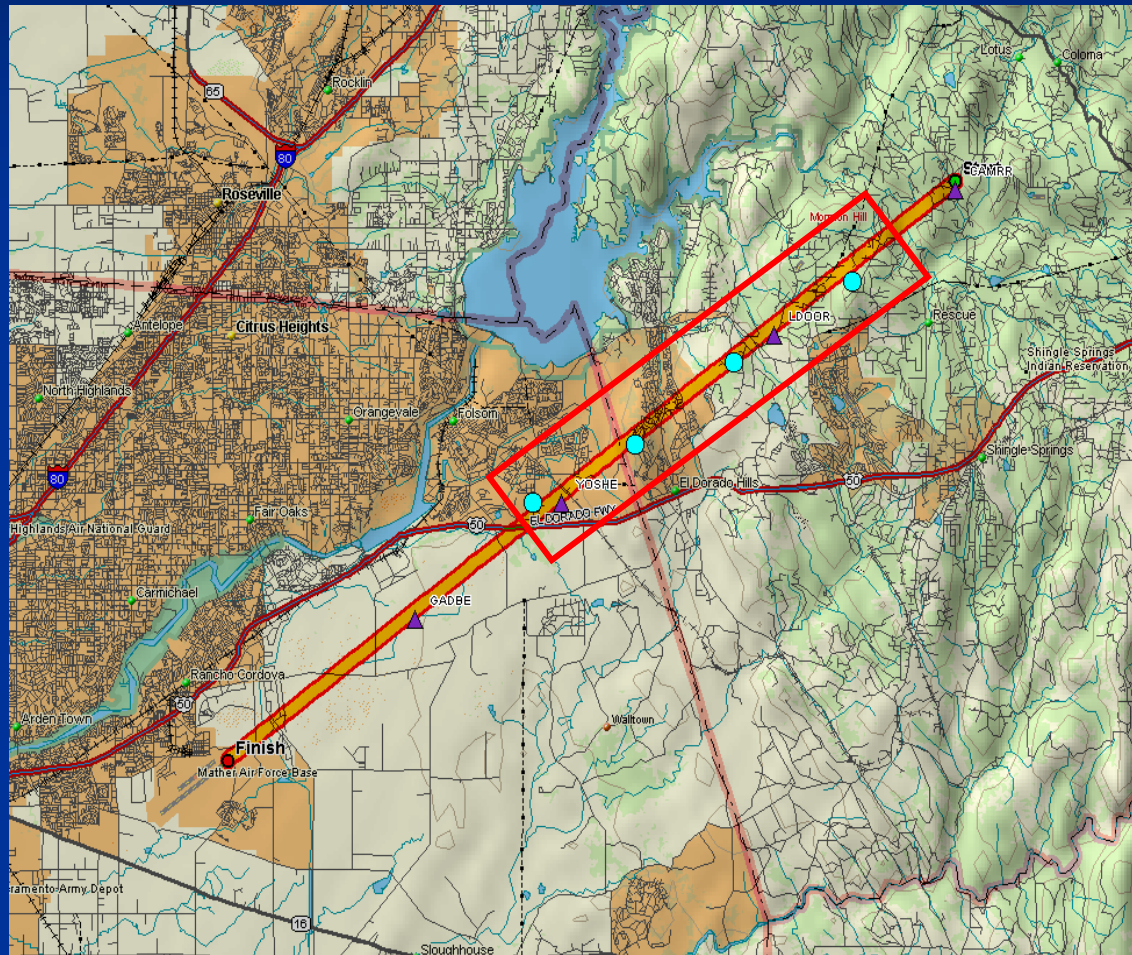 Lotus
Coloma
Rocklin
65
80
Start
CAMRR
Roseville
Mormon Hill
LDOOR
Rescue
Antelope
Citrus Heights
Shingle Springs
Indian Reservation
North Highlands
Orangevale
Folsom
80
Shingle Springs
YOSHE
El Dorado Hills
50
Fair Oaks
50
EL DORADO FWY
Highlands Air National Guard
Carmichael
GADBE
Rancho Cordova
50
Arden Town
Walltown
Finish
Mather Air Force Base
ramento Army Depot
16
Sloughhouse